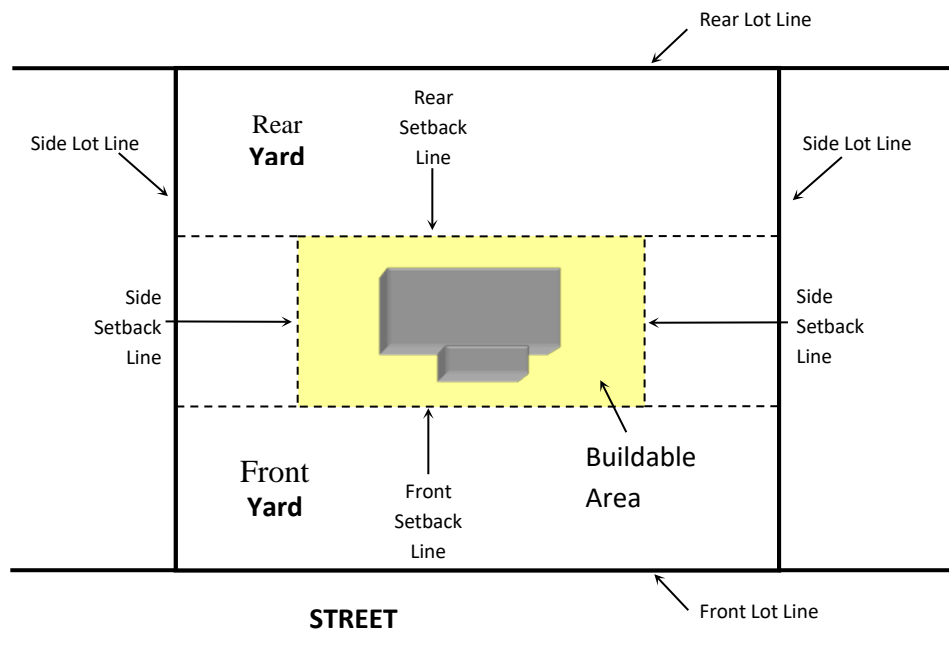 Rear Lot Line
Rear
Setback
Line
Rear
Yard
Side Lot Line
Side Lot Line
Side
Setback
Line
Side
Setback
Line
Buildable
Area
Front
Yard
Front
Setback
Line
Front Lot Line
STREET